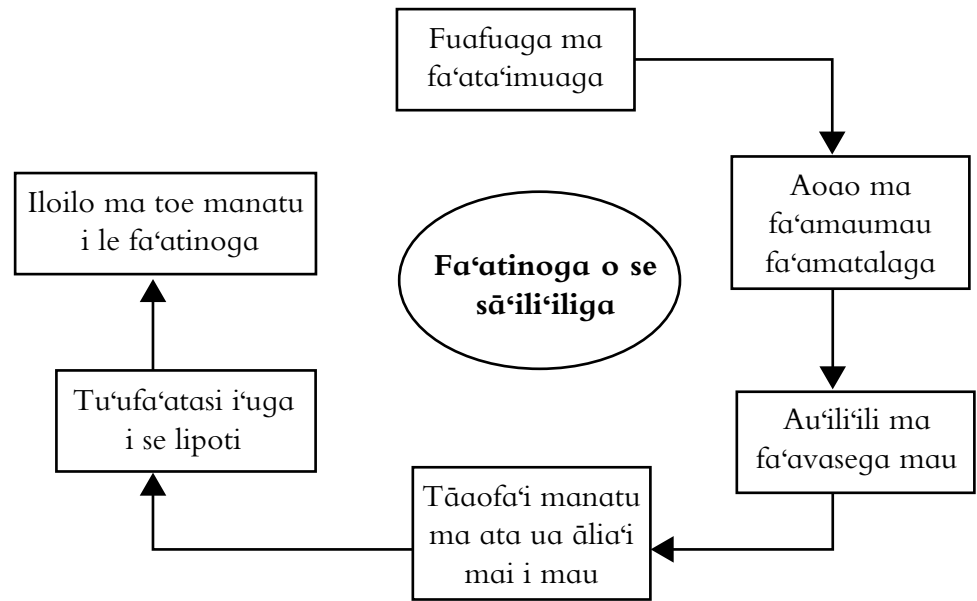 Fuafuaga ma
fa‘ata‘imuaga
Aoao ma
fa‘amaumau
fa‘amatalaga
Iloilo ma toe manatu
i le fa‘atinoga
Fa‘atinoga o se
sā‘ili‘iliga
Tu‘ufa‘atasi i‘uga
i se lipoti
Au‘ili‘ili ma
fa‘avasega mau
Tāaofa‘i manatu
ma ata ua ālia‘i
mai i mau